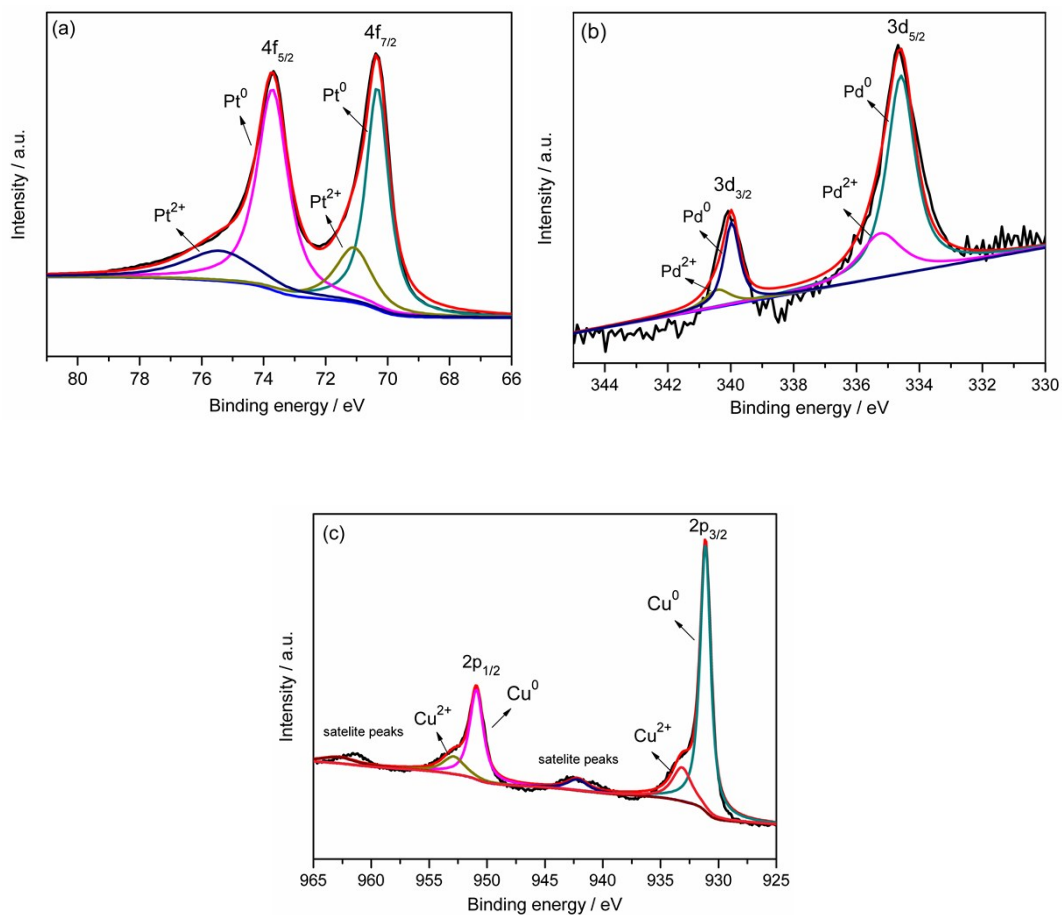 (a)
4f5/2
4f7/2
Pt0
Pt0
Pt2+
Pt2+
Intensity / a.u.
80 78 76 74 72 70 68 66
Binding energy / eV
(b)
3d5/2
Pd0
3d3/2
Pd2+
Pd0
Pd2+
Intensity / a.u.
344 342 340 338 336 334 332 330
Binding energy / eV
(c)
2p3/2
Cu0
2p1/2
Cu0
Cu2+
Cu2+
satelite peaks
satelite peaks
Intensity / a.u.
965 960 955 950 945 940 935 930 925
Binding energy / eV